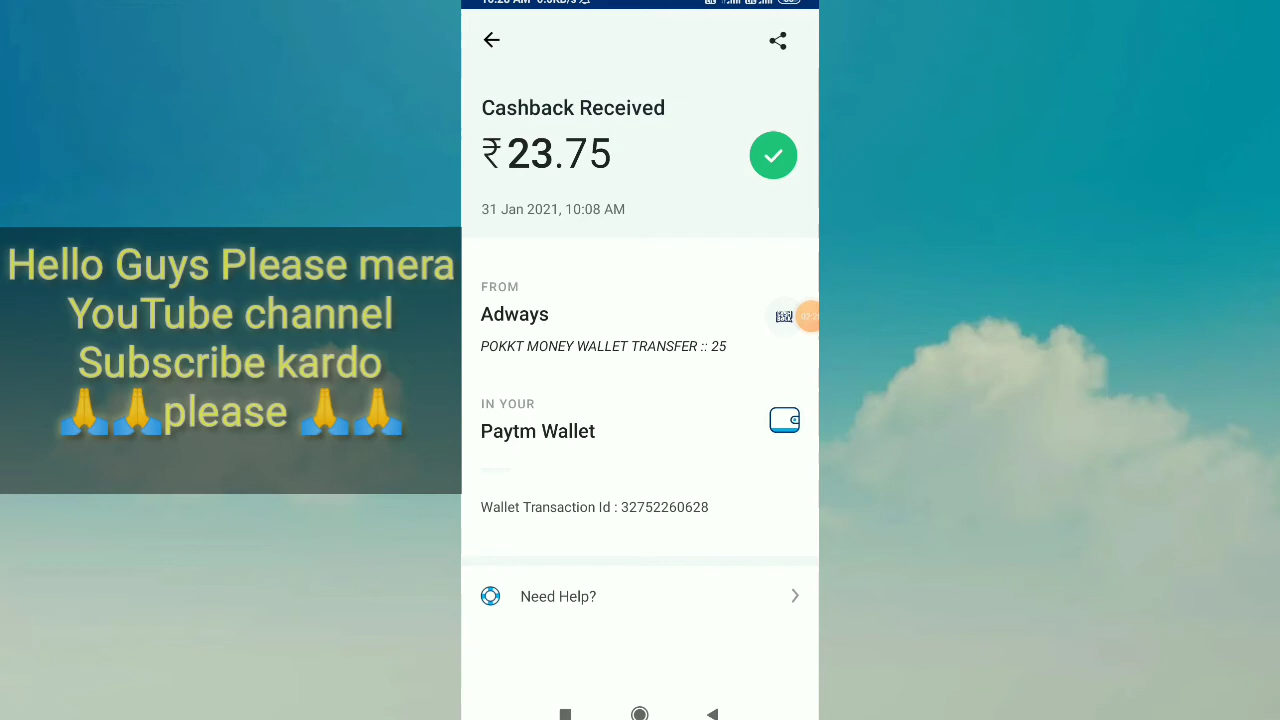 Hello Guys Please mera
YouTube channel
Subscribe kardo
🙏🙏please 🙏🙏
Cashback Received
₹23.75
31 Jan 2021, 10:08 AM
FROM
Adways
POKKT MONEY WALLET TRANSFER :: 25
IN YOUR
Paytm Wallet
Wallet Transaction Id : 32752260628
Need Help?